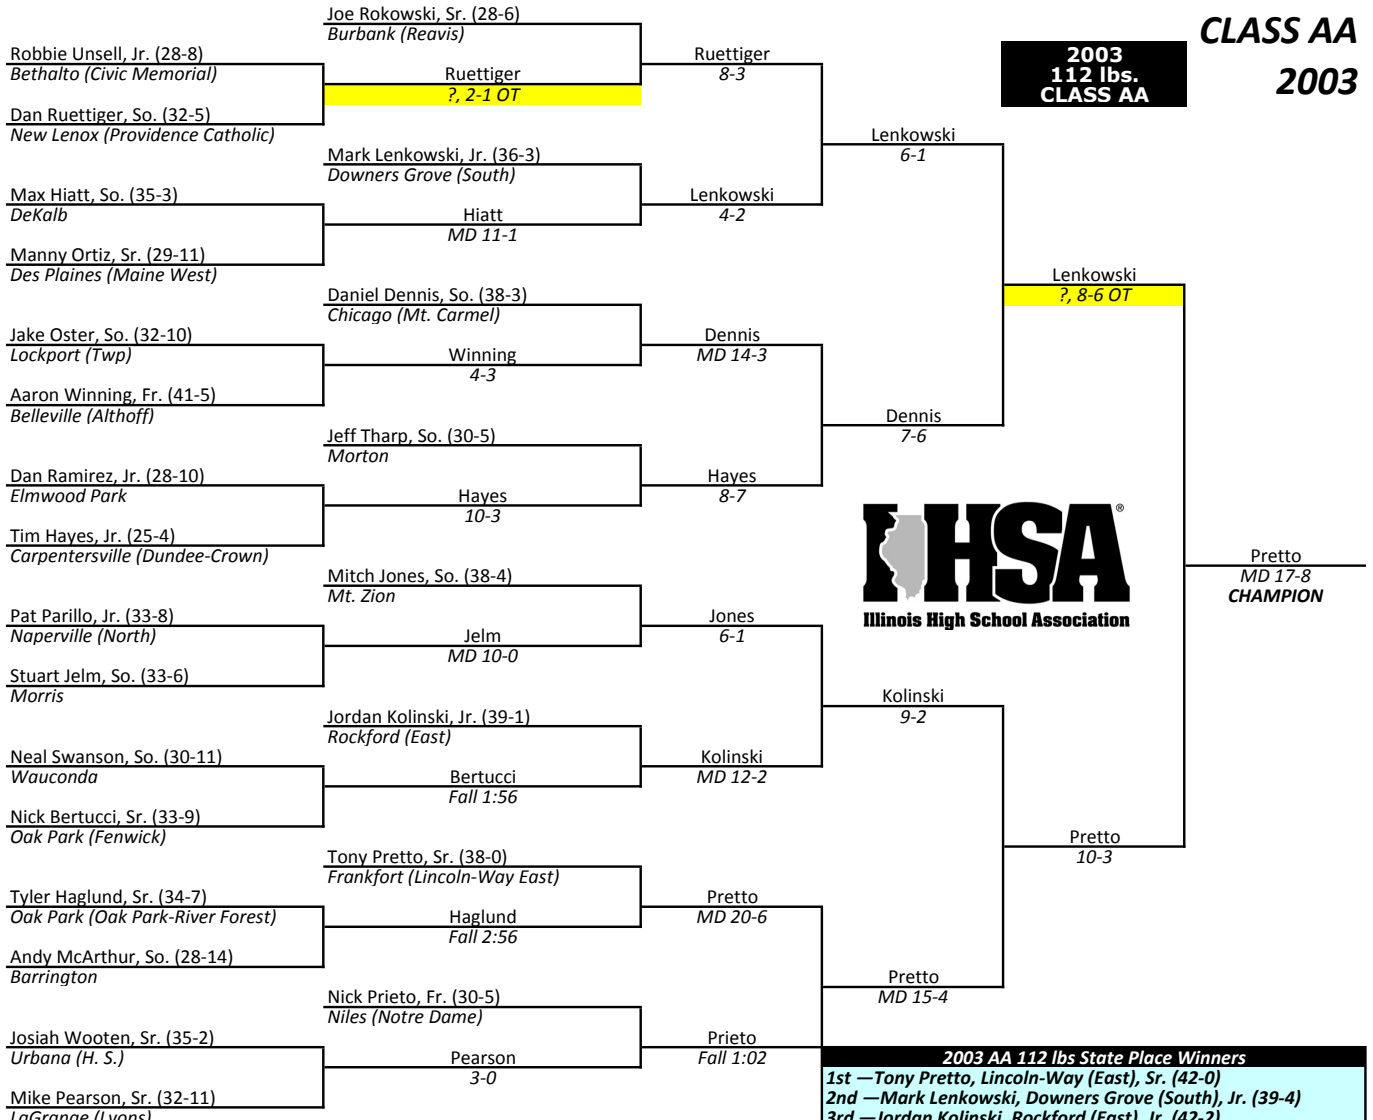 CLASS AA
2003
2003
112 lbs.
CLASS AA
Joe Rokowski, Sr. (28-6)
Burbank (Reavis)
Robbie Unsell, Jr. (28-8)
Bethalto (Civic Memorial)
Ruettiger
8-3
Ruettiger
?, 2-1 OT
Dan Ruettiger, So. (32-5)
New Lenox (Providence Catholic)
Lenkowski
6-1
Mark Lenkowski, Jr. (36-3)
Downers Grove (South)
Max Hiatt, So. (35-3)
DeKalb
Lenkowski
4-2
Hiatt
MD 11-1
Manny Ortiz, Sr. (29-11)
Des Plaines (Maine West)
Lenkowski
?, 8-6 OT
Daniel Dennis, So. (38-3)
Chicago (Mt. Carmel)
Jake Oster, So. (32-10)
Lockport (Twp)
Dennis
MD 14-3
Winning
4-3
Aaron Winning, Fr. (41-5)
Belleville (Althoff)
Dennis
7-6
Jeff Tharp, So. (30-5)
Morton
Dan Ramirez, Jr. (28-10)
Elmwood Park
Hayes
8-7
Hayes
10-3
Tim Hayes, Jr. (25-4)
Carpentersville (Dundee-Crown)
IHSA®
Illinois High School Association
Pretto
MD 17-8
CHAMPION
Mitch Jones, So. (38-4)
Mt. Zion
Pat Parillo, Jr. (33-8)
Naperville (North)
Jones
6-1
Jelm
MD 10-0
Stuart Jelm, So. (33-6)
Morris
Kolinski
9-2
Jordan Kolinski, Jr. (39-1)
Rockford (East)
Neal Swanson, So. (30-11)
Wauconda
Kolinski
MD 12-2
Bertucci
Fall 1:56
Nick Bertucci, Sr. (33-9)
Oak Park (Fenwick)
Pretto
10-3
Tony Pretto, Sr. (38-0)
Frankfort (Lincoln-Way East)
Tyler Haglund, Sr. (34-7)
Oak Park (Oak Park-River Forest)
Pretto
MD 20-6
Haglund
Fall 2:56
Andy McArthur, So. (28-14)
Barrington
Pretto
MD 15-4
Nick Prieto, Fr. (30-5)
Niles (Notre Dame)
Josiah Wooten, Sr. (35-2)
Urbana (H. S.)
Prieto
Fall 1:02
Pearson
3-0
Mike Pearson, Sr. (32-11)
LaGrange (Lyons)
2003 AA 112 lbs State Place Winners
1st —Tony Pretto, Lincoln-Way (East), Sr. (42-0)
2nd —Mark Lenkowski, Downers Grove (South), Jr. (39-4)
3rd —Jordan Kolinski, Rockford (East), Jr. (42-2)